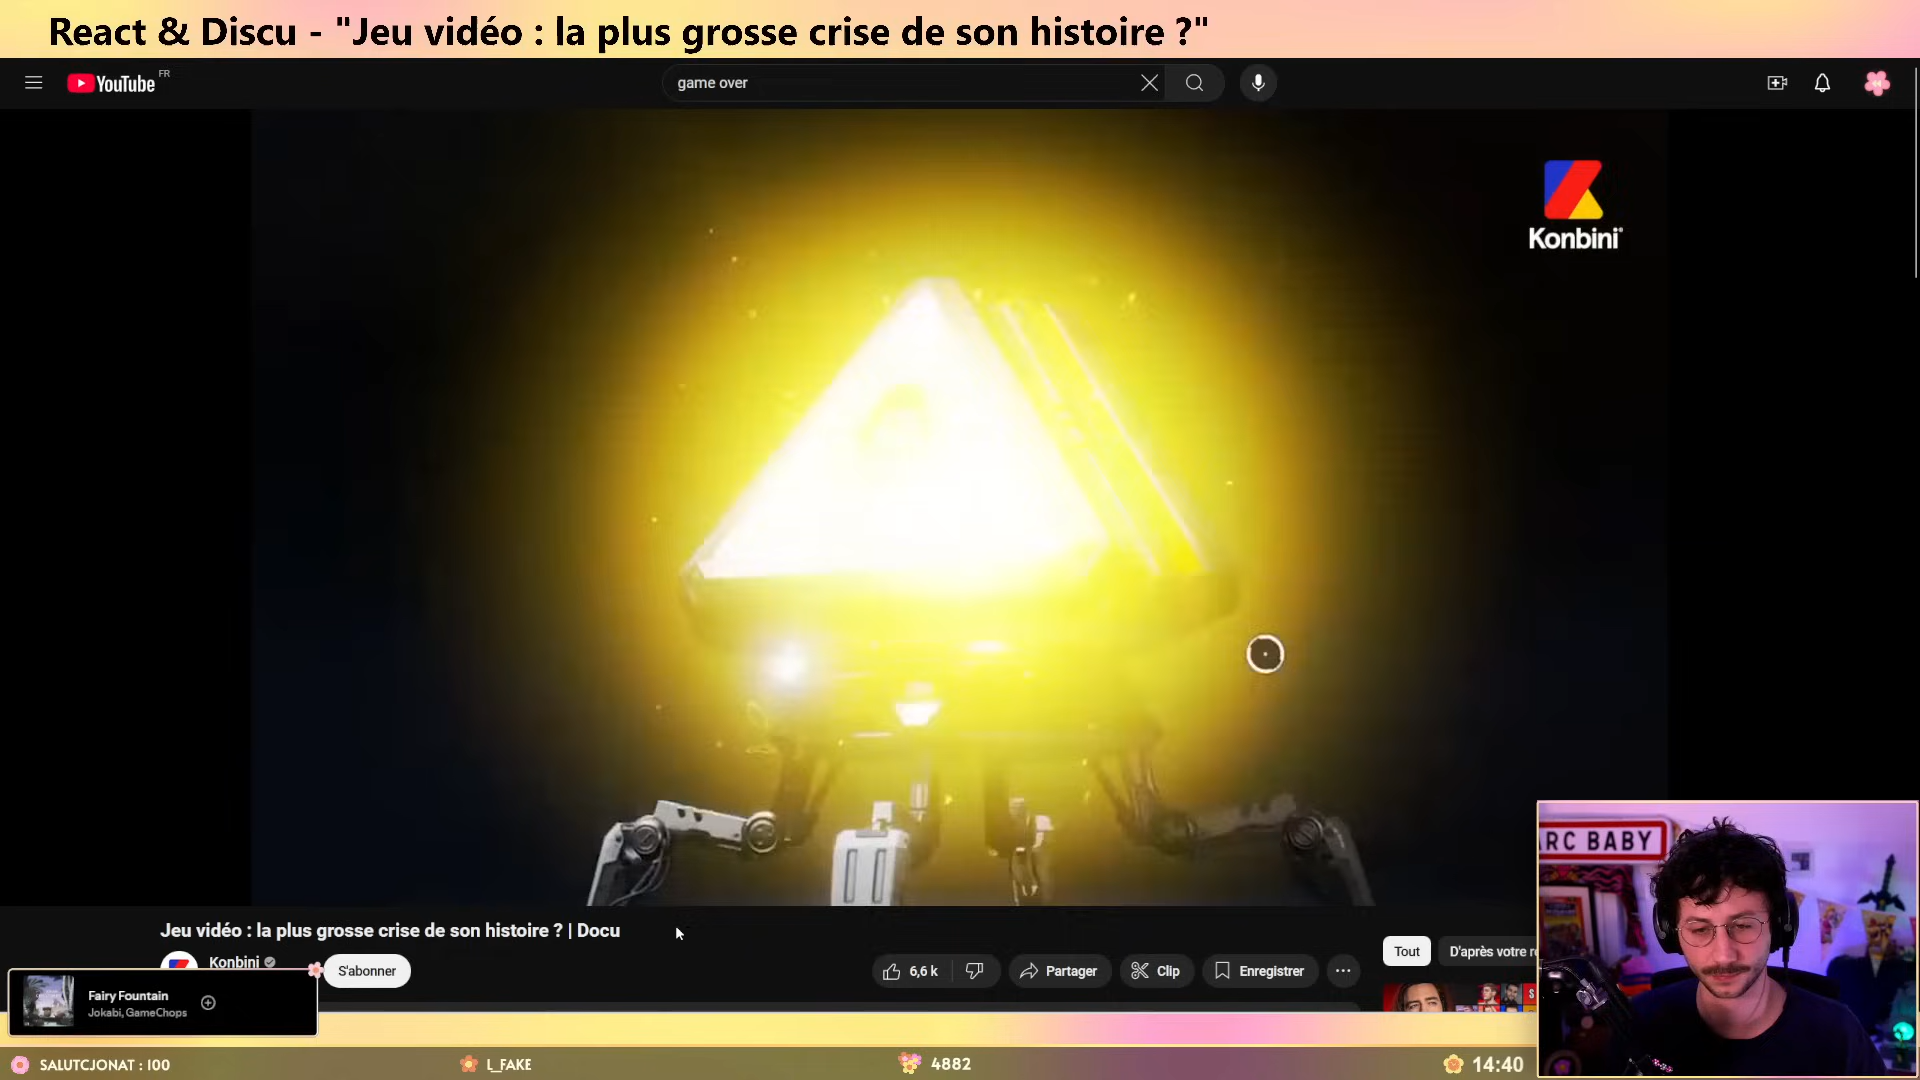 React & Discu - "Jeu vidéo : la plus grosse crise de son histoire ?"
YouTube FR
game over
Konbini
Jeu vidéo : la plus grosse crise de son histoire ? | Docu
Konbini
S'abonner
6,6 k
Partager
Clip
Enregistrer
Tout
D'après votre
Fairy Fountain
Jokabi, GameChops
ARC BABY
SALUTCJONAT : 100
L_FAKE
4882
14:40